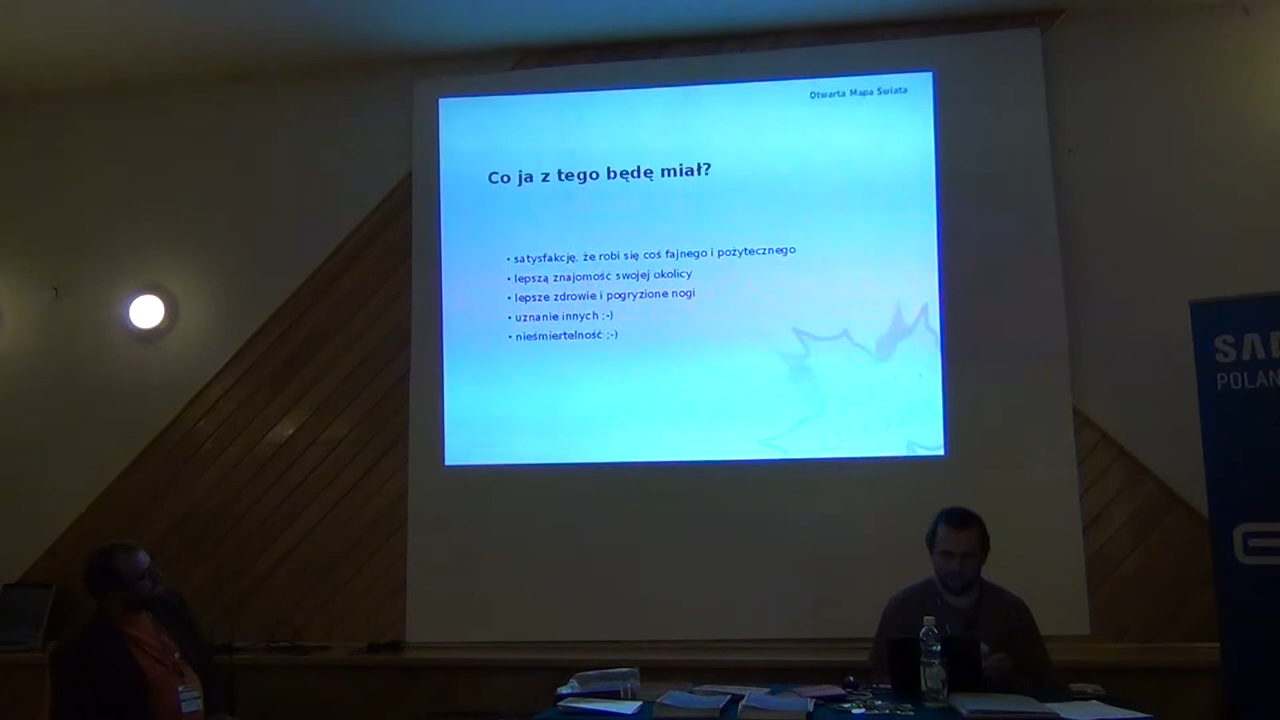 Otwarta Mapa Świata
Co ja z tego będę miał?
• satysfakcję, że robi się coś fajnego i pożytecznego
• lepszą znajomość swojej okolicy
• lepsze zdrowie i pogryzione nogi
• uznanie innych ;-)
• nieśmiertelność ;-)
POLAN